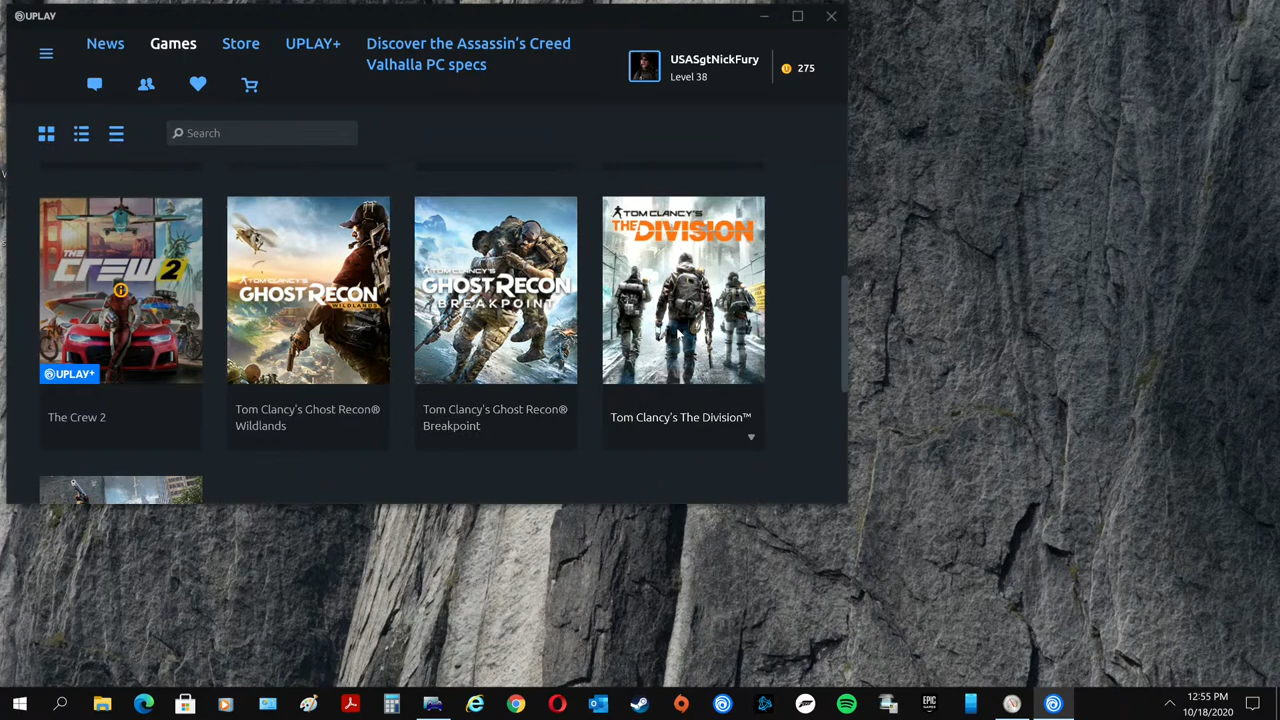 UPLAY
News Games Store UPLAY+ Discover the Assassin's Creed
Valhalla PC specs
USASgtNickFury
Level 38
275
Search
THE
CREW 2
UPLAY+
The Crew 2
TOM CLANCY'S
GHOST RECON
WILDLANDS
Tom Clancy's Ghost Recon®
Wildlands
TOM CLANCY'S
GHOST RECON
BREAKPOINT
Tom Clancy's Ghost Recon®
Breakpoint
TOM CLANCY'S
THE DIVISION
Tom Clancy's The Division™
EPIC
GAMES
12:55 PM
10/18/2020